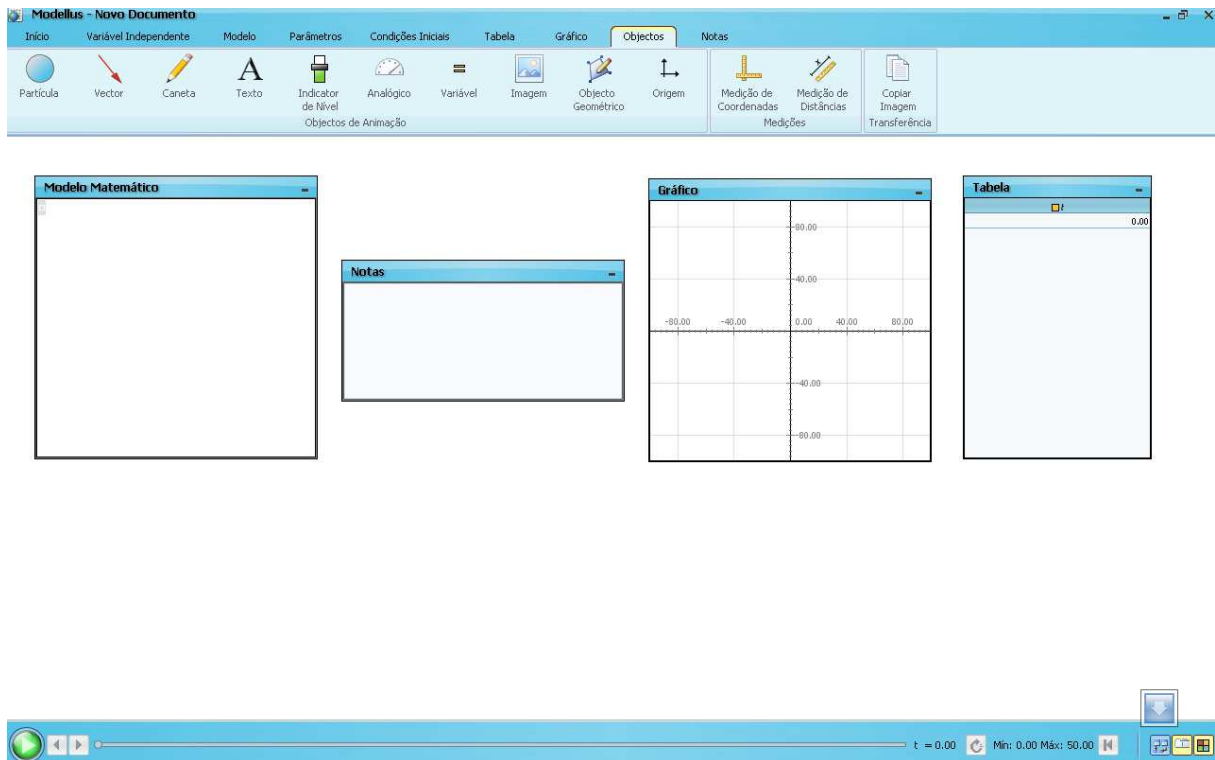 Modellus - Novo Documento
Início Variável Independente Modelo Parâmetros Condições Iniciais Tabela Gráfico Objectos Notas
Partícula Vector Caneta Texto Indicator de Nível Analógico Variável Imagem Objecto Geométrico Origem Medição de Coordenadas Medição de Distâncias Copiar Imagem
Objectos de Animação Medições Transferência
Modelo Matemático
Notas
Gráfico
80.00
40.00
-80.00 -40.00 0.00 40.00 80.00
-40.00
-80.00
Tabela
t
0.00
t = 0.00 Mín: 0.00 Máx: 50.00